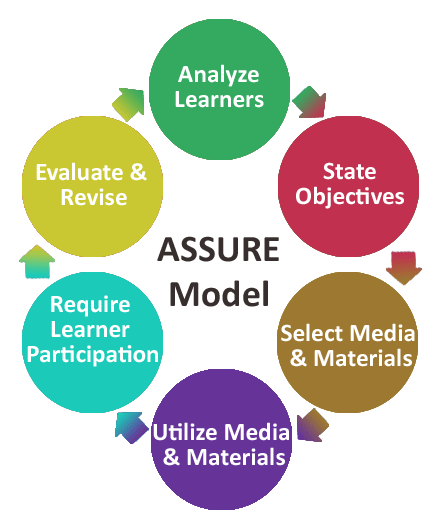 Analyze
Learners
State
Objectives
Select Media
& Materials
Utilize Media
& Materials
Require
Learner
Participation
Evaluate &
Revise
ASSURE
Model